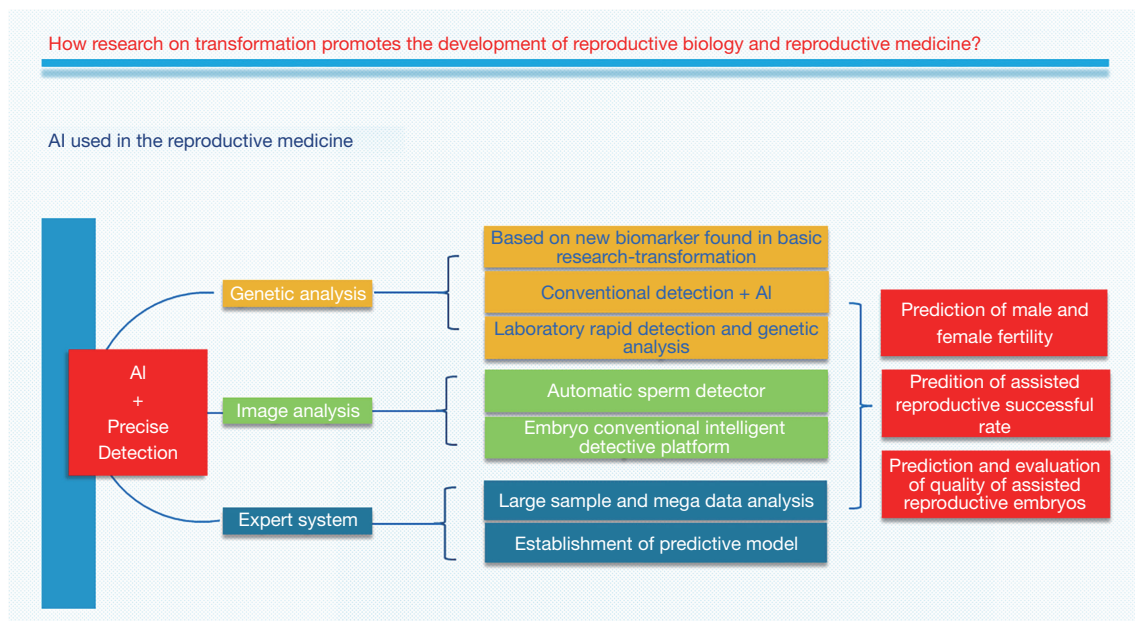 How research on transformation promotes the development of reproductive biology and reproductive medicine?
AI used in the reproductive medicine
AI
+
Precise
Detection
Genetic analysis
Image analysis
Expert system
Based on new biomarker found in basic
research-transformation
Conventional detection + AI
Laboratory rapid detection and genetic
analysis
Automatic sperm detector
Embryo conventional intelligent
detective platform
Large sample and mega data analysis
Establishment of predictive model
Prediction of male and
female fertility
Predition of assisted
reproductive successful
rate
Prediction and evaluation
of quality of assisted
reproductive embryos